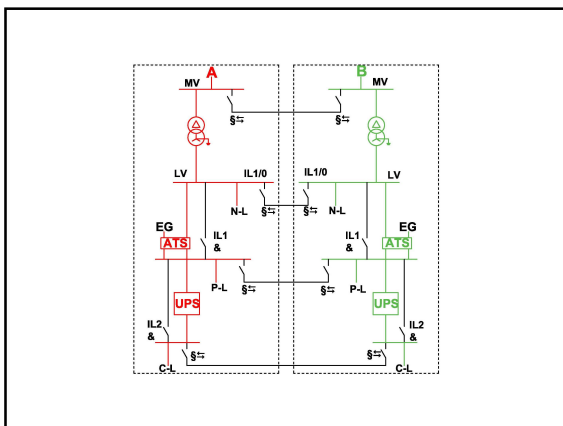 A B
MV MV
§⇆ §⇆
LV IL1/0 IL1/0 LV
N-L §⇆ §⇆ N-L
EG IL1 & IL1 & EG
ATS ATS
P-L §⇆ §⇆ P-L
UPS UPS
IL2 & IL2 &
§⇆ §⇆
C-L C-L